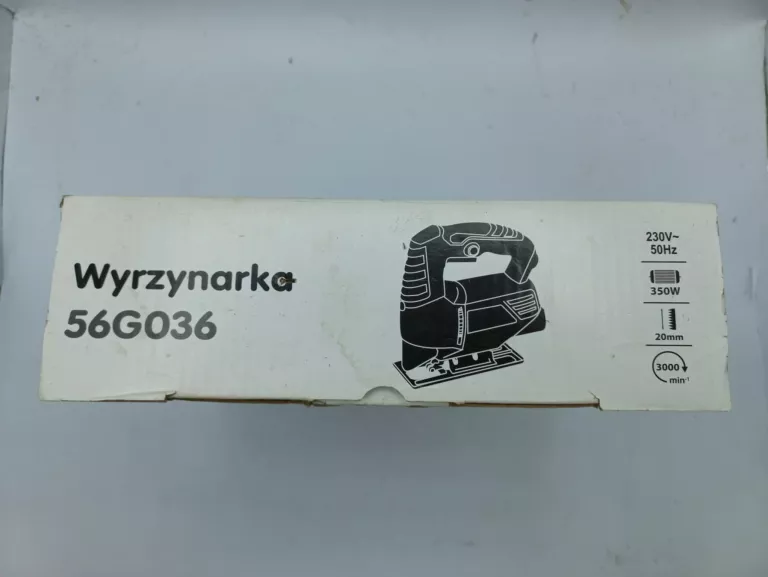 Wyrzynarka
56G036
230V~
50Hz
350W
20mm
3000
min⁻¹